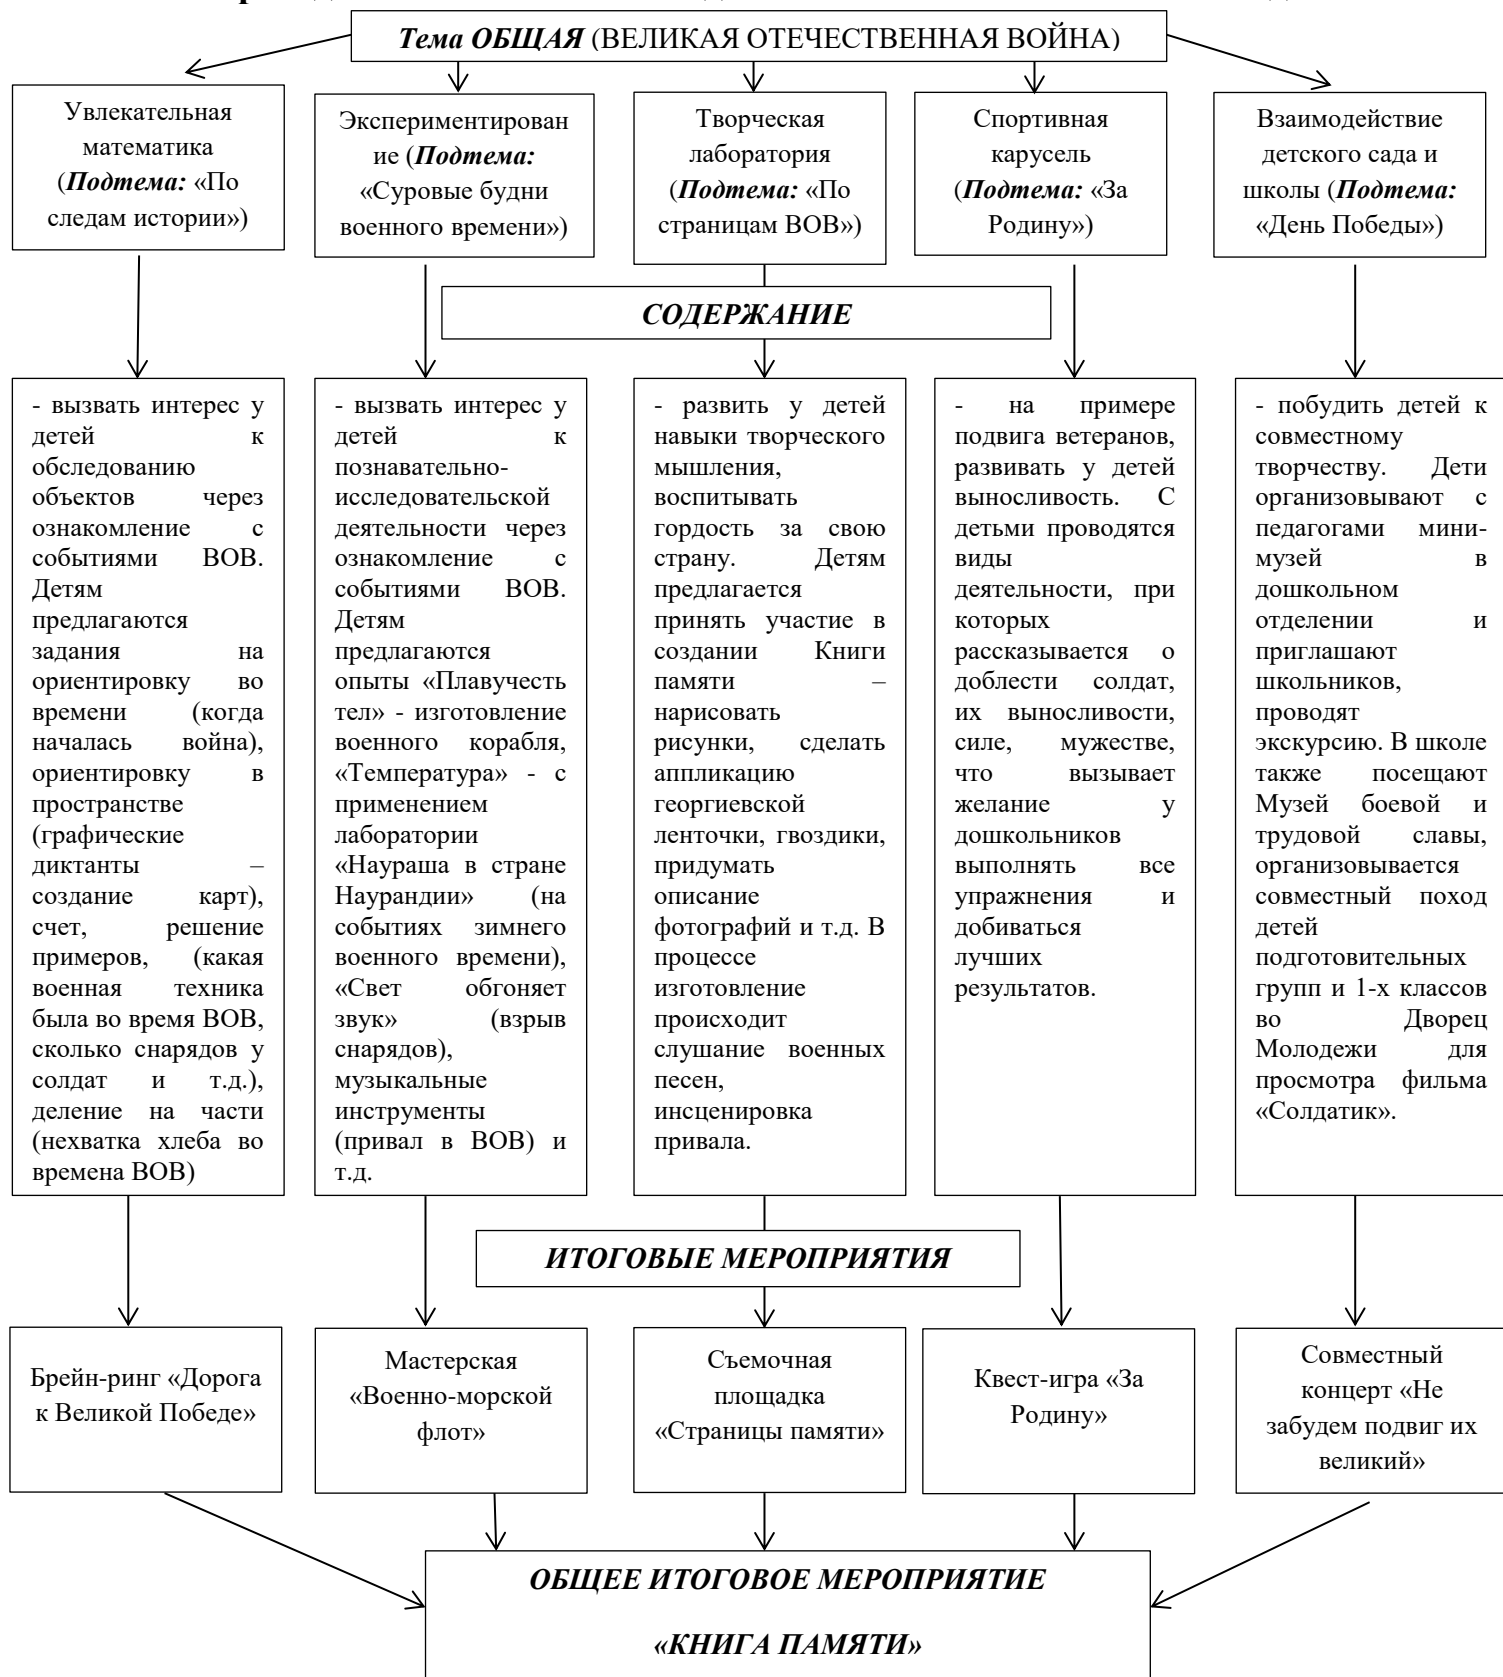 Тема ОБЩАЯ (ВЕЛИКАЯ ОТЕЧЕСТВЕННАЯ ВОЙНА)
Увлекательная
математика
(Подтема: «По
следам истории»)
Экспериментирован
ие (Подтема:
«Суровые будни
военного времени»)
Творческая
лаборатория
(Подтема: «По
страницам ВОВ»)
Спортивная
карусель
(Подтема: «За
Родину»)
Взаимодействие
детского сада и
школы (Подтема:
«День Победы»)
СОДЕРЖАНИЕ
- вызвать интерес у
детей к
обследованию
объектов через
ознакомление с
событиями ВОВ.
Детям
предлагаются
задания на
ориентировку во
времени (когда
началась война),
ориентировку в
пространстве
(графические
диктанты –
создание карт),
счет, решение
примеров, (какая
военная техника
была во время ВОВ,
сколько снарядов у
солдат и т.д.),
деление на части
(нехватка хлеба во
времена ВОВ)
- вызвать интерес у
детей к
познавательно-
исследовательской
деятельности через
ознакомление с
событиями ВОВ.
Детям
предлагаются
опыты «Плавучесть
тел» - изготовление
военного корабля,
«Температура» - с
применением
лаборатории
«Наураша в стране
Наурандии» (на
событиях зимнего
военного времени),
«Свет обгоняет
звук» (взрыв
снарядов),
музыкальные
инструменты
(привал в ВОВ) и
т.д.
- развить у детей
навыки творческого
мышления,
воспитывать
гордость за свою
страну. Детям
предлагается
принять участие в
создании Книги
памяти –
нарисовать
рисунки, сделать
аппликацию
георгиевской
ленточки, гвоздики,
придумать
описание
фотографий и т.д. В
процессе
изготовление
происходит
слушание военных
песен,
инсценировка
привала.
- на примере
подвига ветеранов,
развивать у детей
выносливость. С
детьми проводятся
виды
деятельности, при
которых
рассказывается о
доблести солдат,
их выносливости,
силе, мужестве,
что вызывает
желание у
дошкольников
выполнять все
упражнения и
добиваться
лучших
результатов.
- побудить детей к
совместному
творчеству. Дети
организовывают с
педагогами мини-
музей в
дошкольном
отделении и
приглашают
школьников,
проводят
экскурсию. В школе
также посещают
Музей боевой и
трудовой славы,
организовывается
совместный поход
детей
подготовительных
групп и 1-х классов
во Дворец
Молодежи для
просмотра фильма
«Солдатик».
ИТОГОВЫЕ МЕРОПРИЯТИЯ
Брейн-ринг «Дорога
к Великой Победе»
Мастерская
«Военно-морской
флот»
Съемочная
площадка
«Страницы памяти»
Квест-игра «За
Родину»
Совместный
концерт «Не
забудем подвиг их
великий»
ОБЩЕЕ ИТОГОВОЕ МЕРОПРИЯТИЕ
«КНИГА ПАМЯТИ»